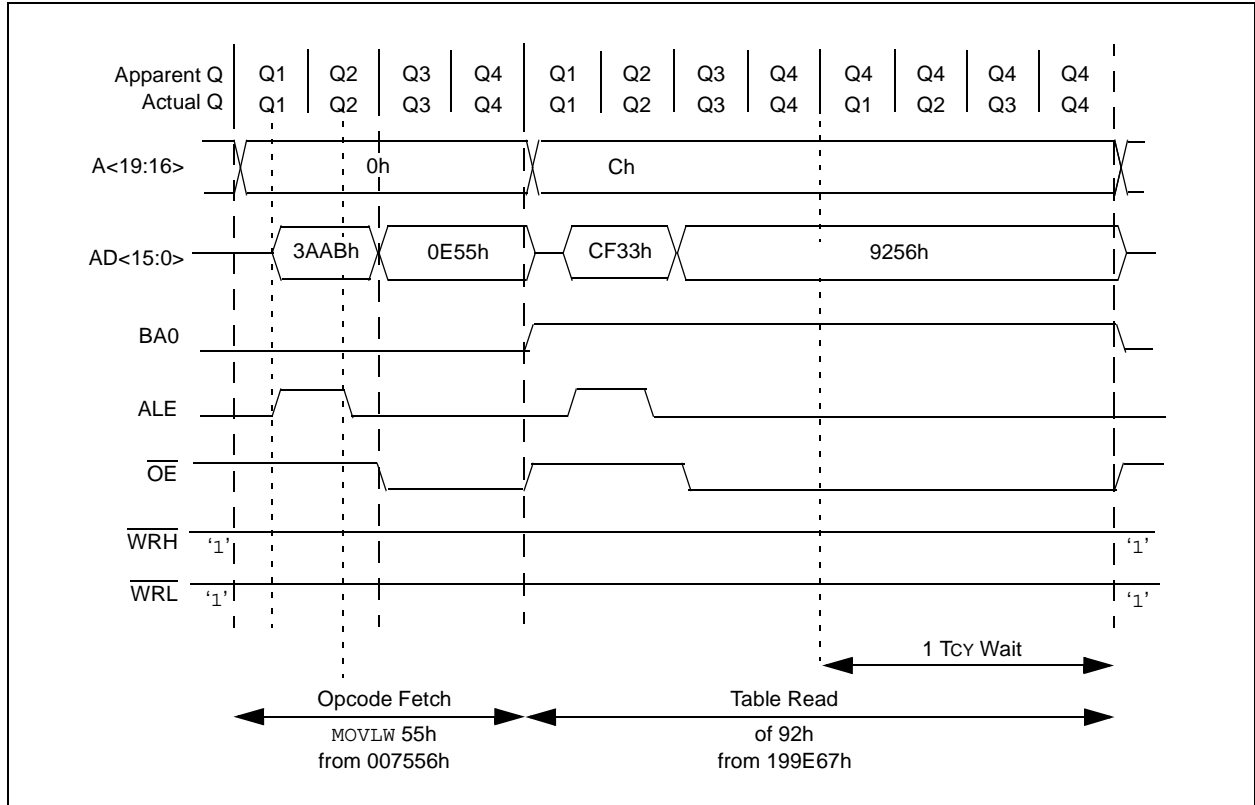 Apparent Q Q1 Q2 Q3 Q4 Q1 Q2 Q3 Q4 Q4 Q4 Q4 Q4
Actual Q Q1 Q2 Q3 Q4 Q1 Q2 Q3 Q4 Q1 Q2 Q3 Q4
A<19:16> 0h Ch
AD<15:0> 3AABh 0E55h CF33h 9256h
BA0
ALE
OE
WRH ‘1’ ‘1’
WRL ‘1’ ‘1’
1 TCY Wait
Opcode Fetch Table Read
MOVLW 55h of 92h
from 007556h from 199E67h